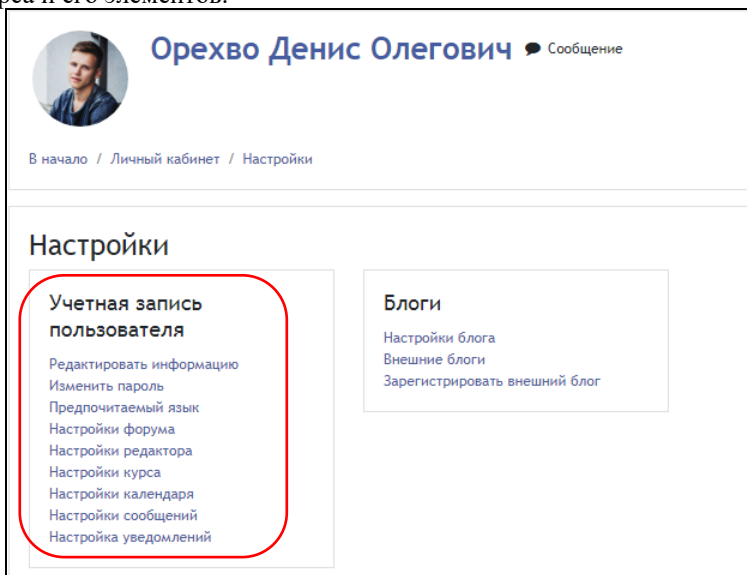 и его элементов.
Орехво Денис Олегович Сообщение
В начало / Личный кабинет / Настройки
Настройки
Учетная запись
пользователя
Редактировать информацию
Изменить пароль
Предпочитаемый язык
Настройки форума
Настройки редактора
Настройки курса
Настройки календаря
Настройки сообщений
Настройка уведомлений
Блоги
Настройки блога
Внешние блоги
Зарегистрировать внешний блог